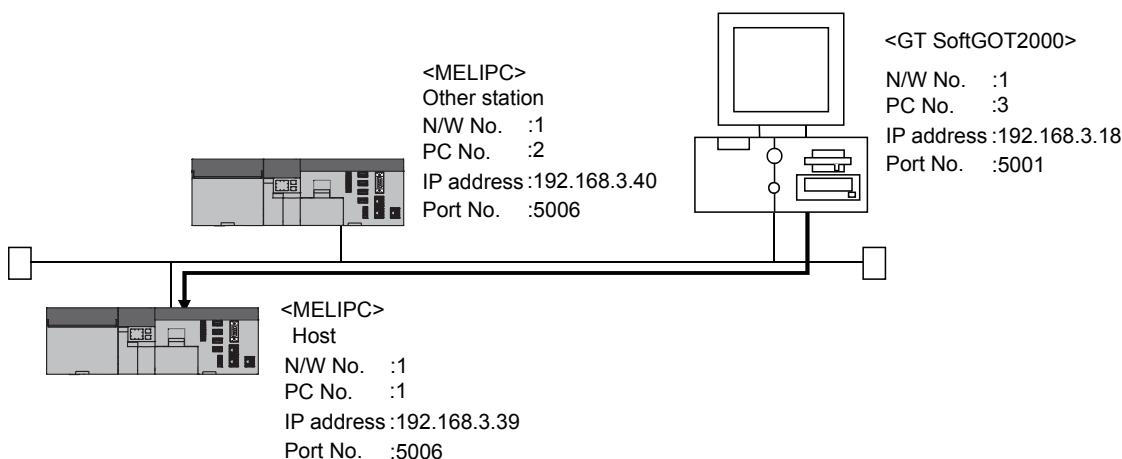 <MELIPC>
Other station
N/W No. :1
PC No. :2
IP address :192.168.3.40
Port No. :5006
<GT SoftGOT2000>
N/W No. :1
PC No. :3
IP address :192.168.3.18
Port No. :5001
<MELIPC>
Host
N/W No. :1
PC No. :1
IP address :192.168.3.39
Port No. :5006